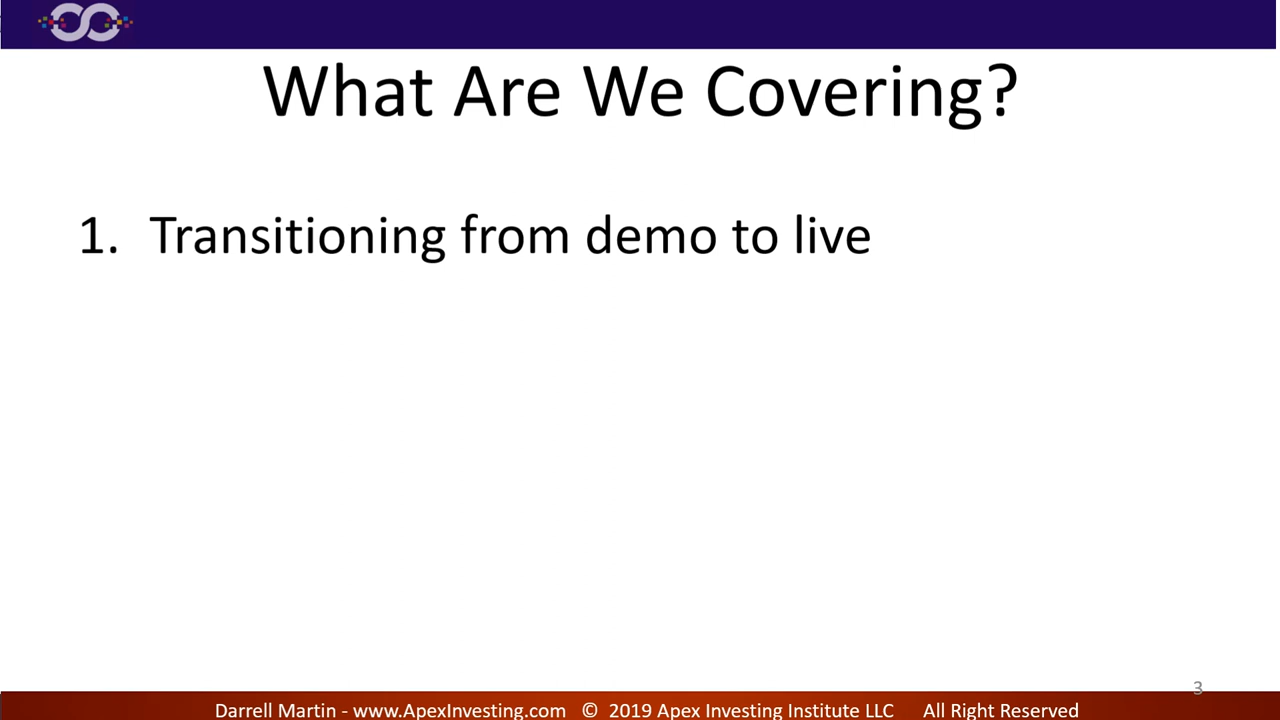 What Are We Covering?
1. Transitioning from demo to live
3
Darrell Martin - www.ApexInvesting.com © 2019 Apex Investing Institute LLC All Right Reserved